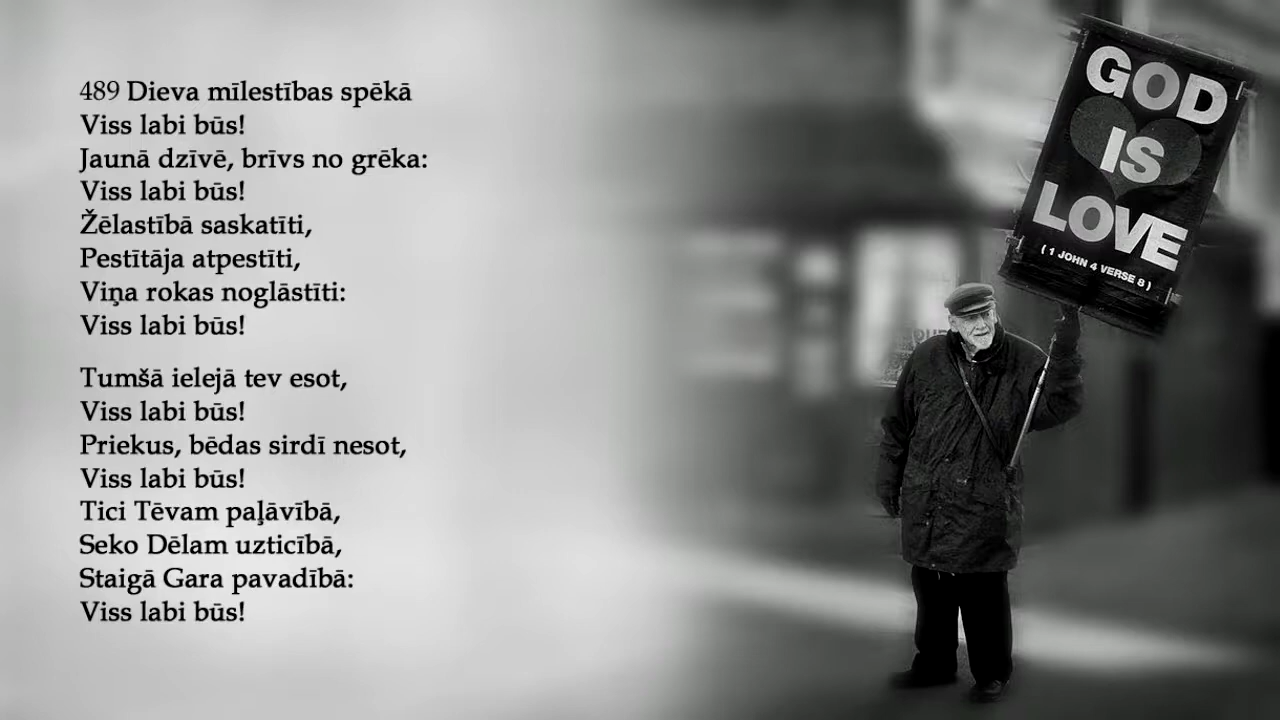 489 Dieva mīlestības spēkā
Viss labi būs!
Jaunā dzīvē, brīvs no grēka:
Viss labi būs!
Žēlastībā saskatīti,
Pestītāja atpestīti,
Viņa rokas noglāstīti:
Viss labi būs!
Tumšā ielejā tev esot,
Viss labi būs!
Priekus, bēdas sirdī nesot,
Viss labi būs!
Tici Tēvam paļāvībā,
Seko Dēlam uzticībā,
Staigā Gara pavadībā:
Viss labi būs!
GOD
IS
LOVE
( 1 JOHN 4 VERSE 8 )